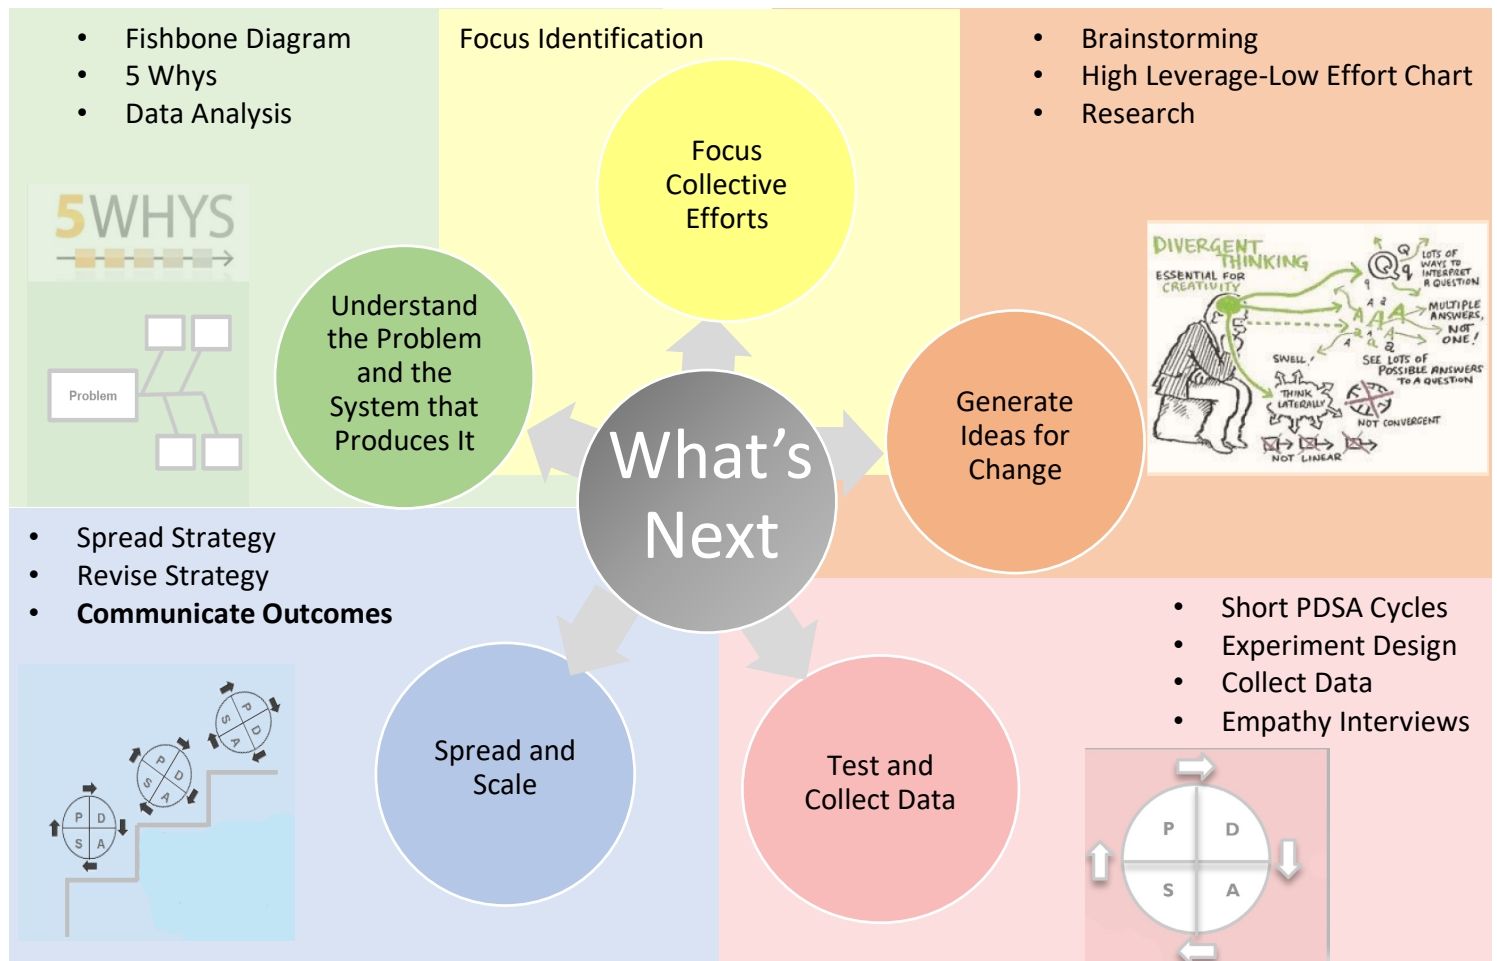 • Fishbone Diagram
• 5 Whys
• Data Analysis
5WHYS
Problem
Understand
the Problem
and the
System that
Produces It
Focus Identification
Focus
Collective
Efforts
• Brainstorming
• High Leverage-Low Effort Chart
• Research
DIVERGENT
THINKING
ESSENTIAL FOR
CREATIVITY
Q Q
q
q
LOTS OF
WAYS TO
INTERPRET
A QUESTION
A a
A A A
a a A
A a a
MULTIPLE
ANSWERS,
NOT
ONE!
SWELL!
SEE LOTS OF
POSSIBLE ANSWERS
TO A QUESTION
THINK
LATERALLY
NOT CONVERGENT
NOT LINEAR
Generate
Ideas for
Change
What's
Next
• Spread Strategy
• Revise Strategy
• Communicate Outcomes
P D
S A
P D
S A
P D
S A
Spread and
Scale
Test and
Collect Data
• Short PDSA Cycles
• Experiment Design
• Collect Data
• Empathy Interviews
P D
S A